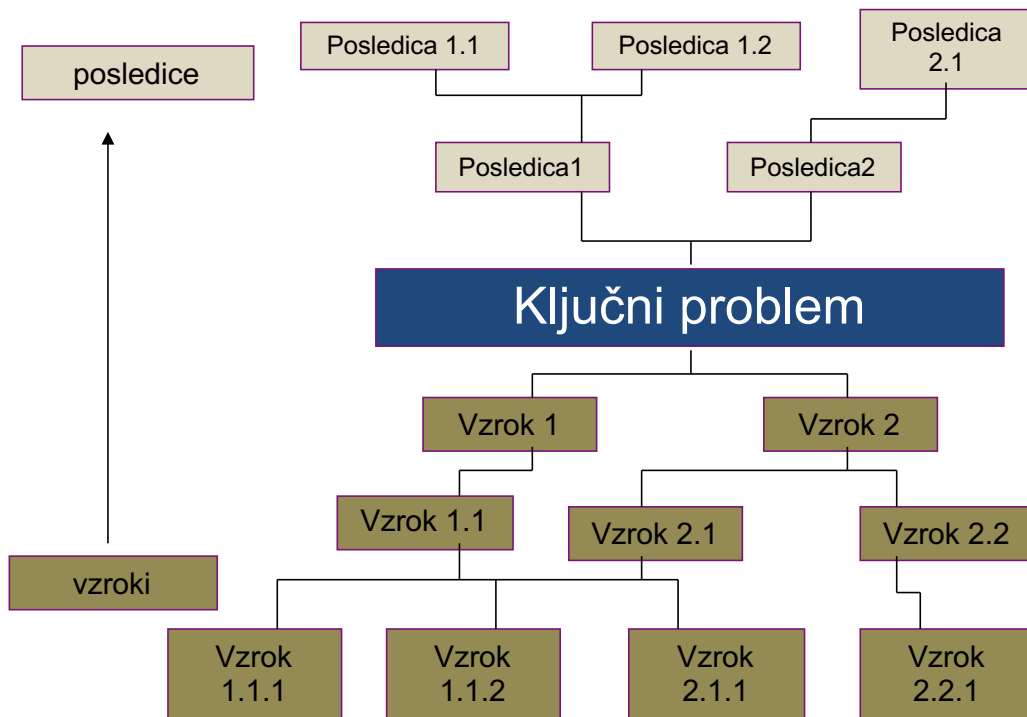 Posledica 1.1
Posledica 1.2
Posledica
2.1
posledice
Posledica1
Posledica2
Ključni problem
Vzrok 1
Vzrok 2
Vzrok 1.1
Vzrok 2.1
Vzrok 2.2
vzroki
Vzrok
1.1.1
Vzrok
1.1.2
Vzrok
2.1.1
Vzrok
2.2.1